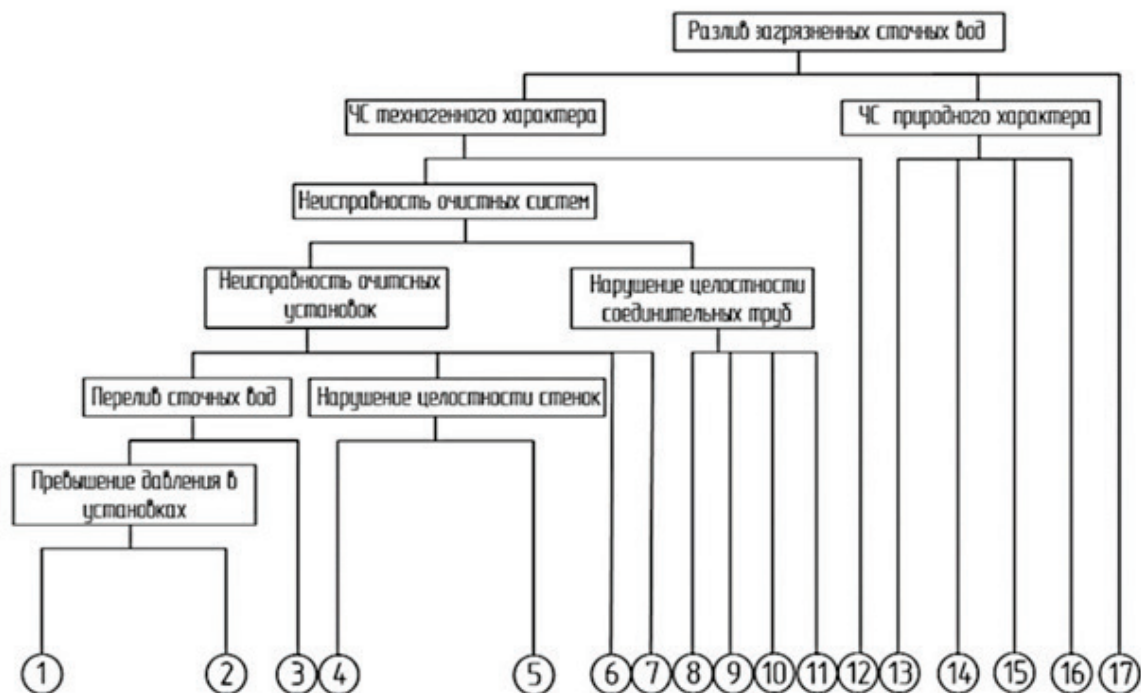 Разлив загрязненных сточных вод
ЧС техногенного характера
ЧС природного характера
Неисправность очистных систем
Неисправность очитсных
установок
Нарушение целостности
соединительных труб
Перелив сточных вод
Нарушение целостности стенок
Превышение давления в
установках
1 2 3 4 5 6 7 8 9 10 11 12 13 14 15 16 17